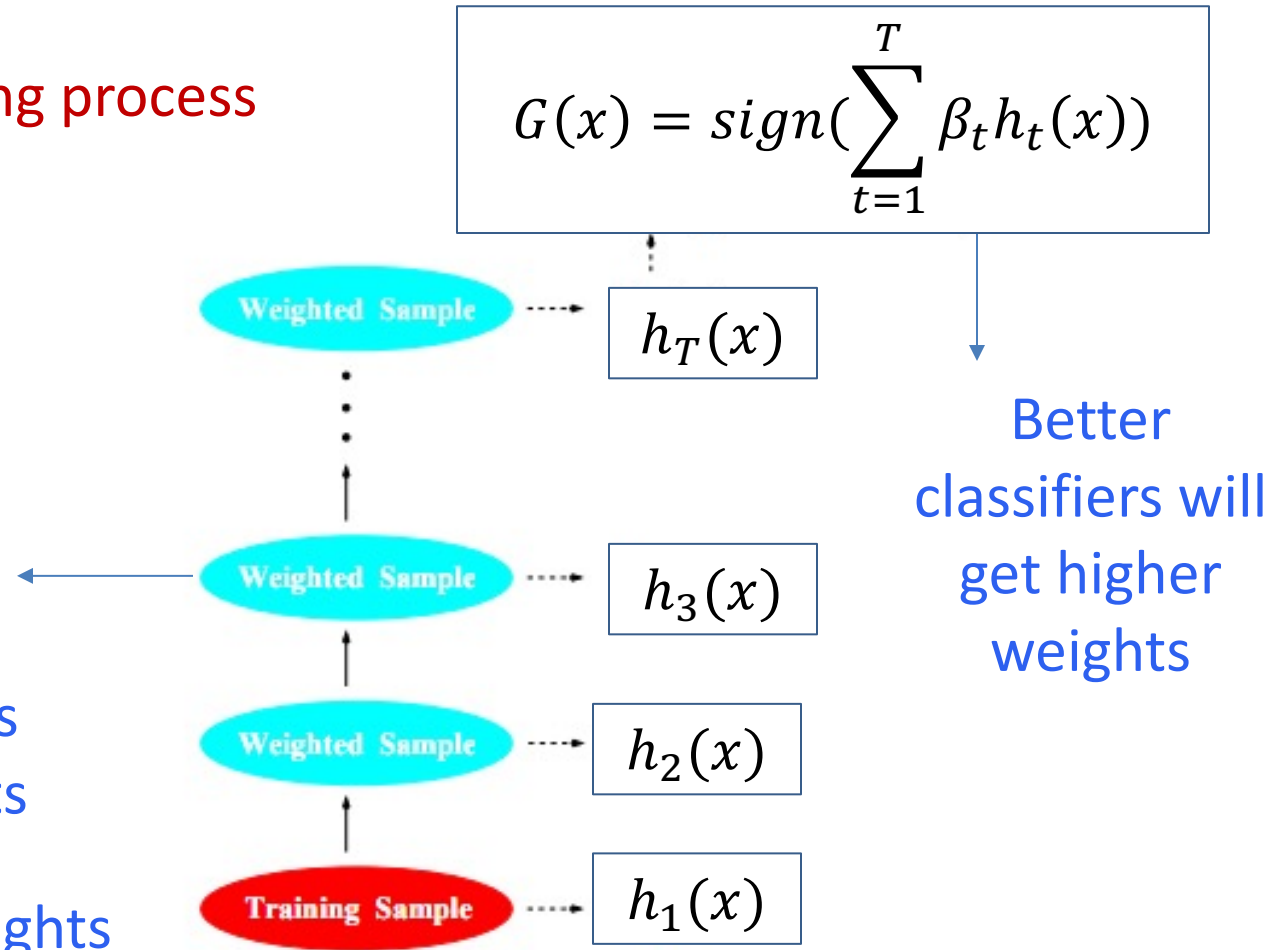 ng process
G(x) = sign(∑_{t=1}^{T} β_t h_t(x))
Weighted Sample
h_T(x)
Better
classifiers will
get higher
weights
Weighted Sample
h_3(x)
s
ts
Weighted Sample
h_2(x)
Training Sample
h_1(x)
ghts